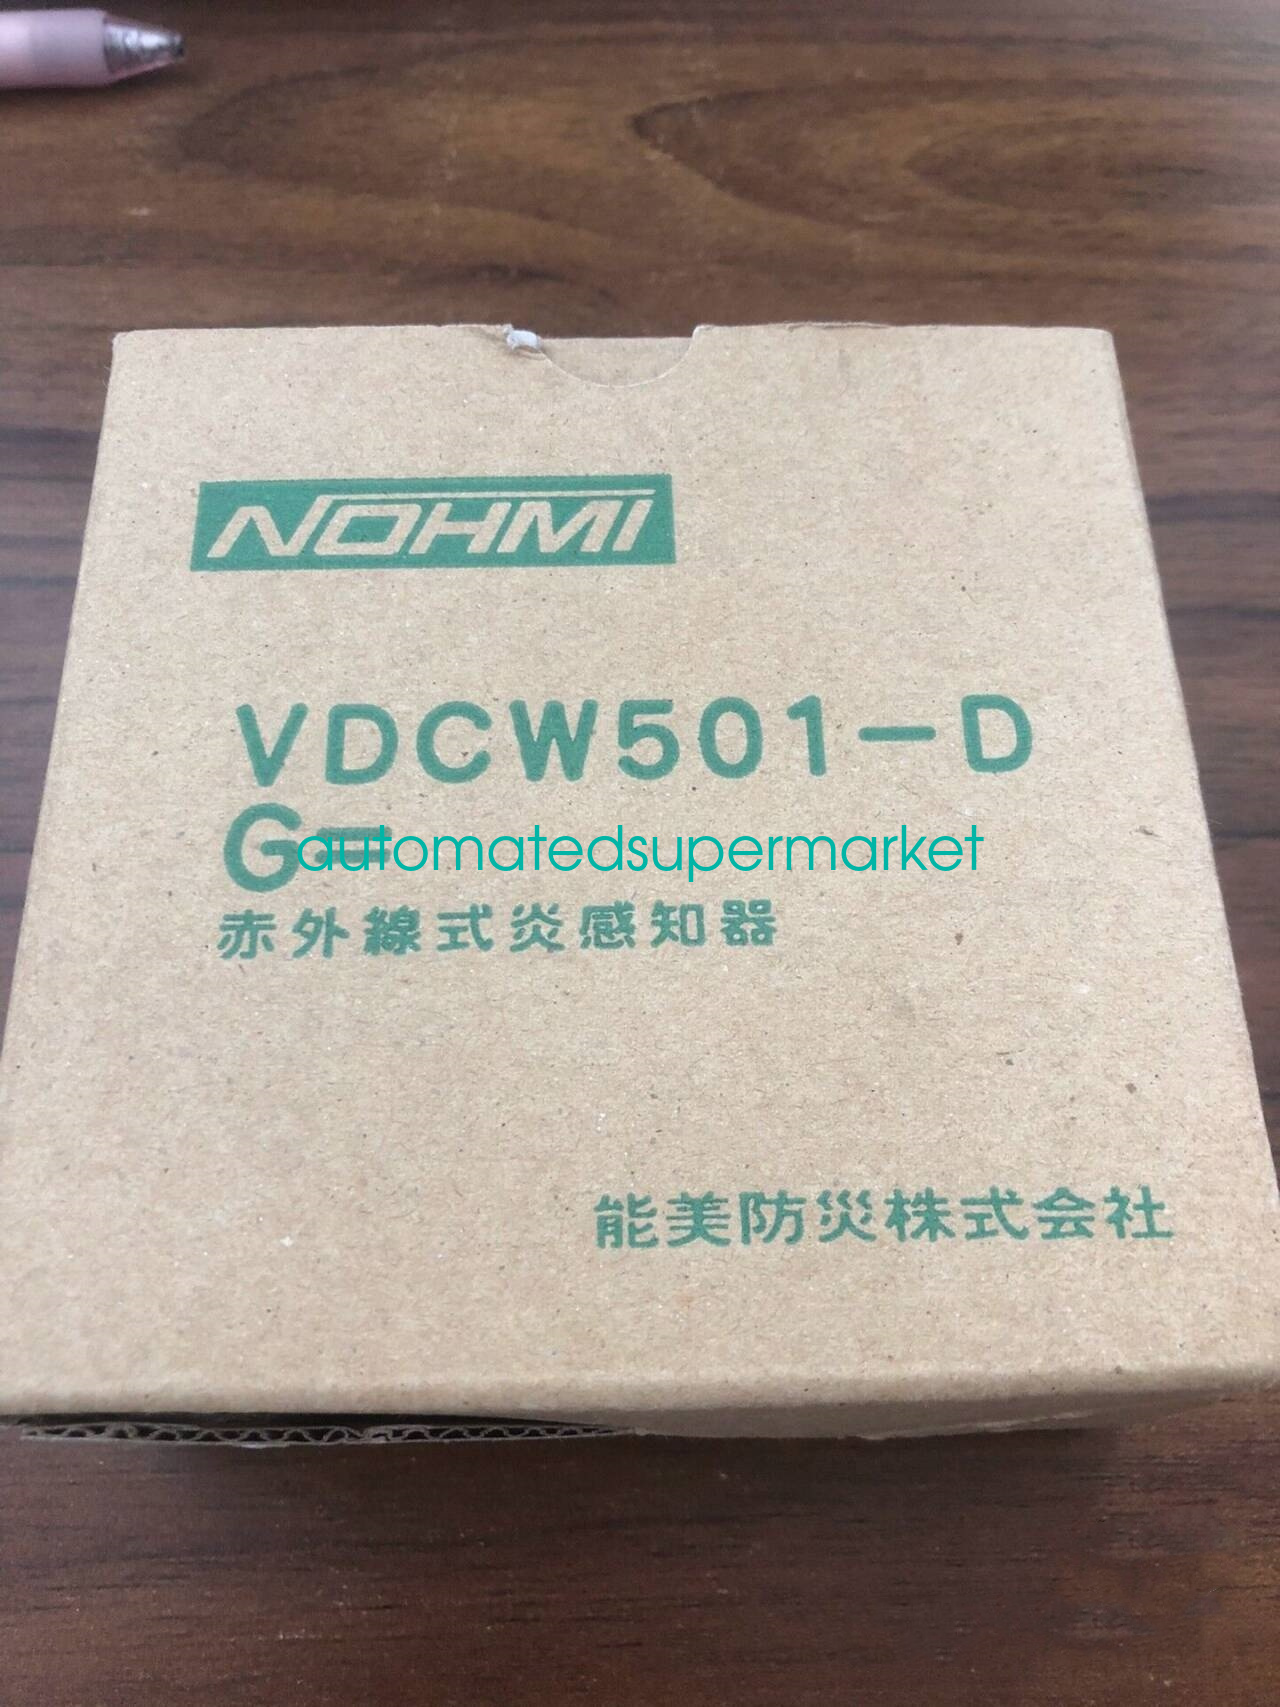 NOHMI
VDCW501-D
G=
automatedsupermarket
赤外線式炎感知器
能美防災株式会社